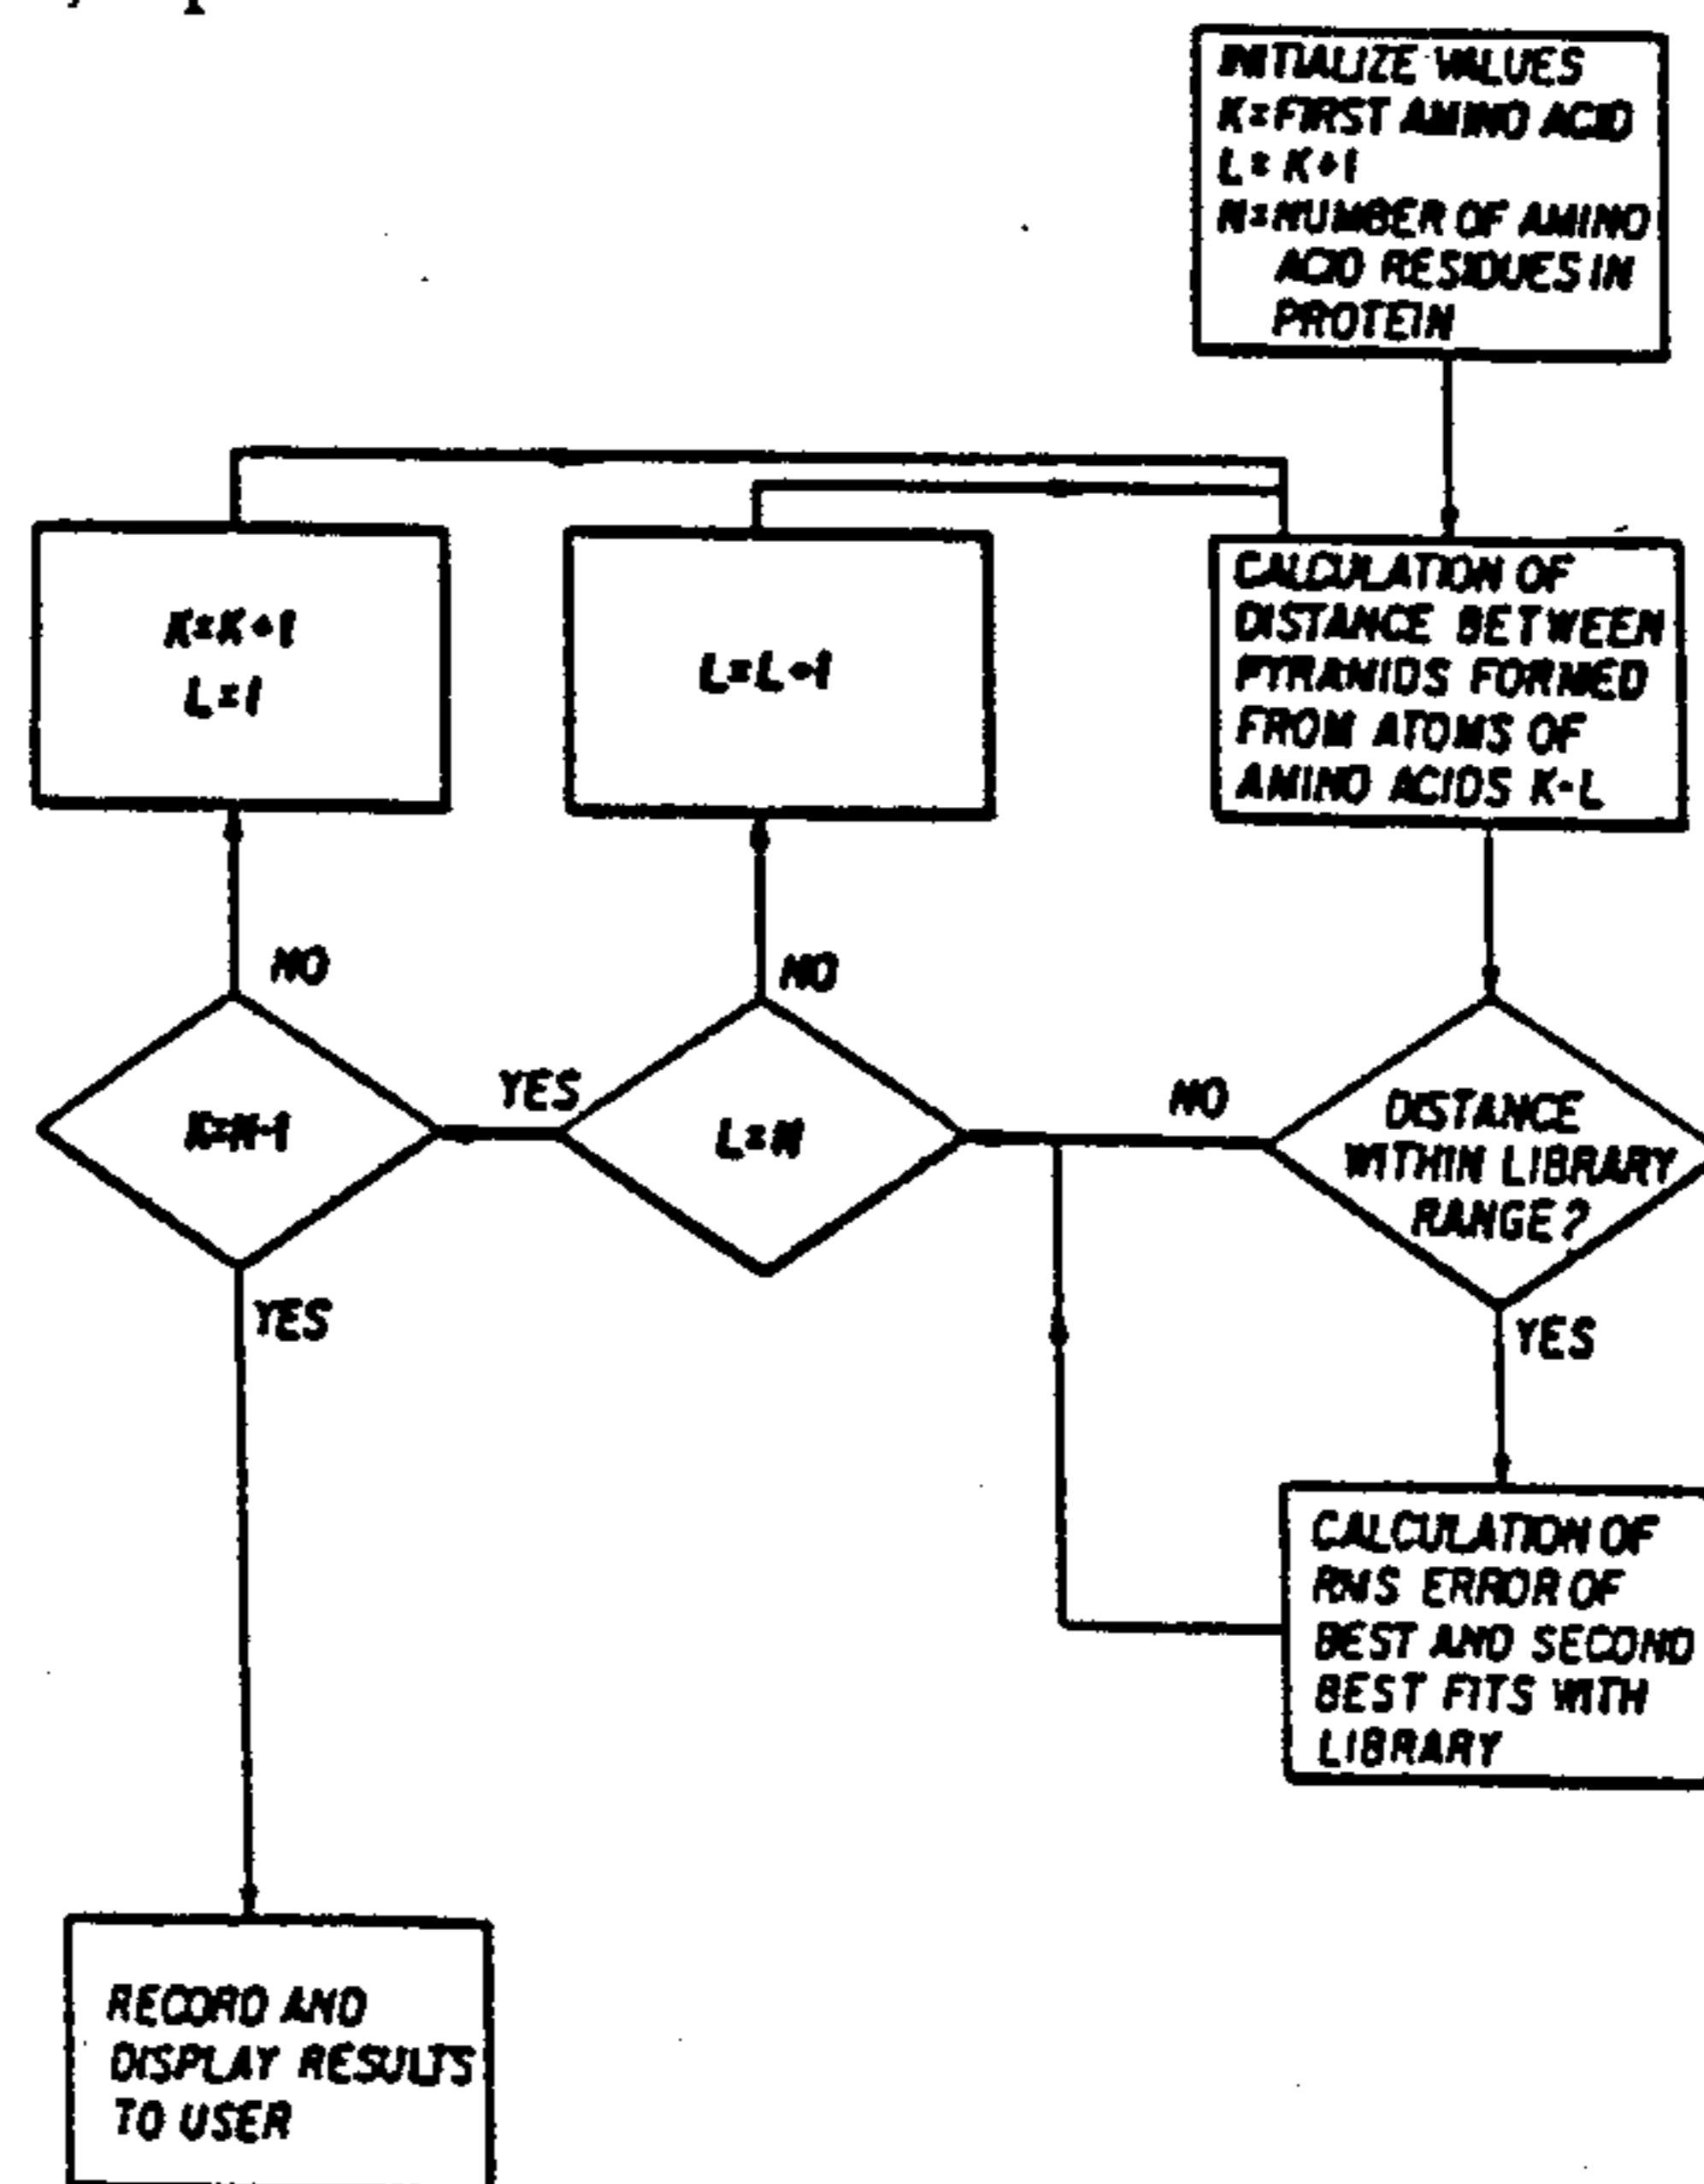 INITIALIZE VALUES
K=FIRST AMINO ACID
L= K+1
N=NUMBER OF AMINO
ACID RESIDUES IN
PROTEIN
K=K+1
L=1
L=L+1
CALCULATION OF
DISTANCE BETWEEN
PYRAMIDS FORMED
FROM ATOMS OF
AMINO ACIDS K-L
NO
NO
YES
NO
K=N-1
L=N
DISTANCE
WITHIN LIBRARY
RANGE?
YES
YES
CALCULATION OF
RMS ERROR OF
BEST AND SECOND
BEST FITS WITH
LIBRARY
RECORD AND
DISPLAY RESULTS
TO USER